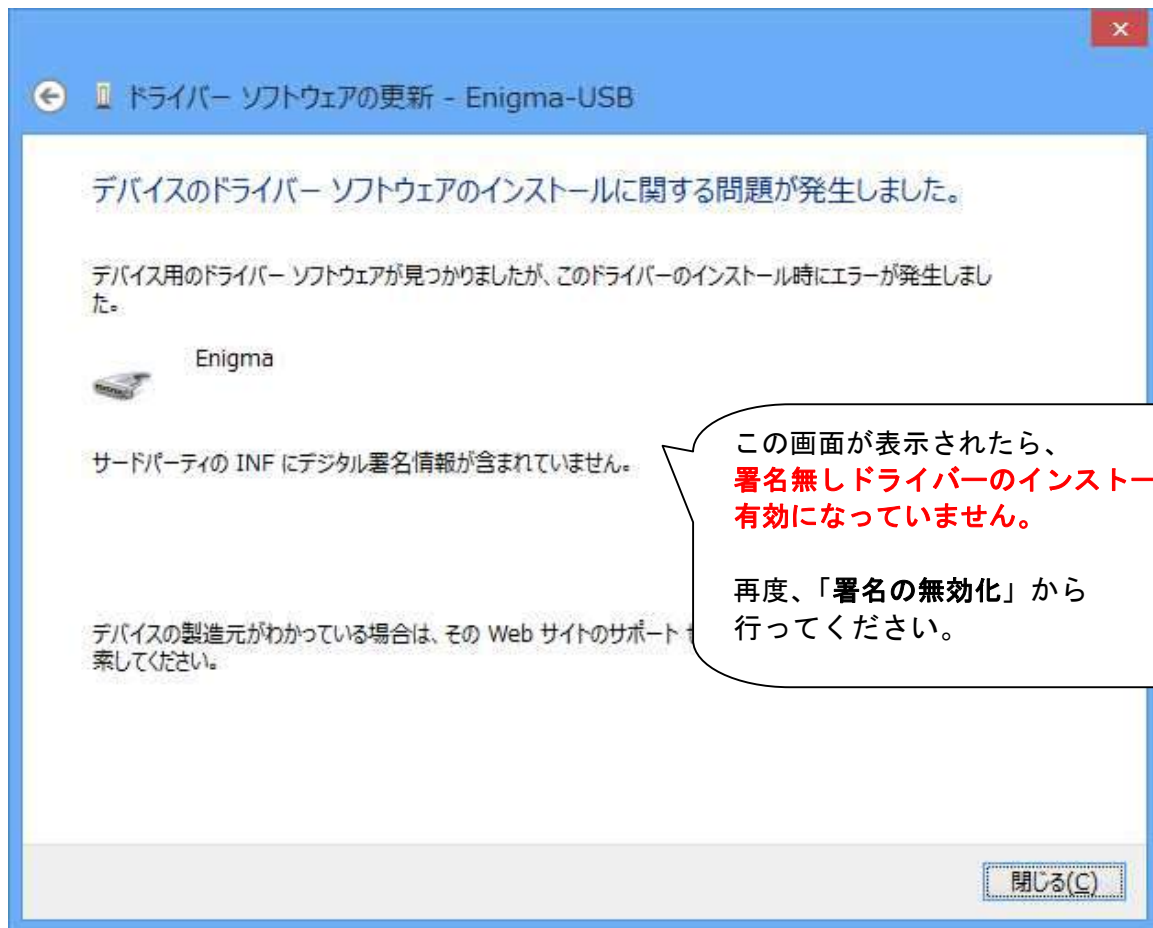 ドライバー ソフトウェアの更新 - Enigma-USB
デバイスのドライバー ソフトウェアのインストールに関する問題が発生しました。
デバイス用のドライバー ソフトウェアが見つかりましたが、このドライバーのインストール時にエラーが発生しまし
た。
Enigma
サードパーティの INF にデジタル署名情報が含まれていません。
この画面が表示されたら、
署名無しドライバーのインストー
有効になっていません。
再度、「署名の無効化」から
行ってください。
デバイスの製造元がわかっている場合は、その Web サイトのサポート
索してください。
閉じる(C)